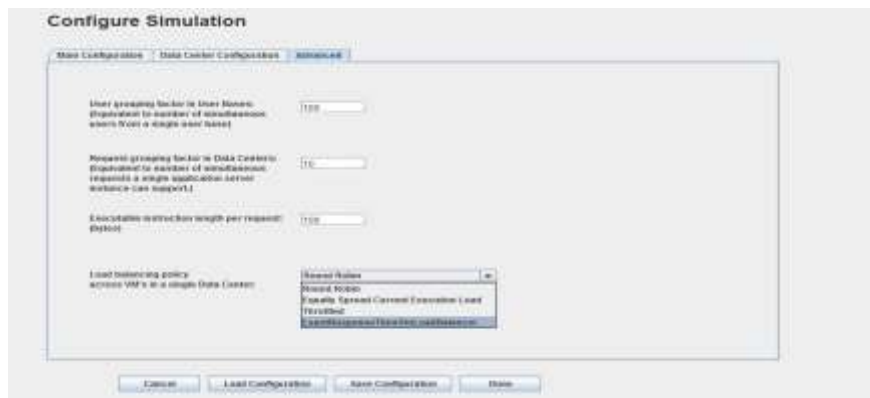 Configure Simulation
Main Configuration Data Center Configuration Advanced
User grouping factor in User Bases:
(Equivalent to number of simultaneous
users from a single user base)
100
Request grouping factor in Data Centers:
(Equivalent to number of simultaneous
requests a single application server
instance can support.)
10
Executable instruction length per request:
(bytes)
100
Load balancing policy
across VM's in a single Data Center:
Round Robin
Round Robin
Equally Spread Current Execution Load
Throttled
Cancel Load Configuration Save Configuration Done